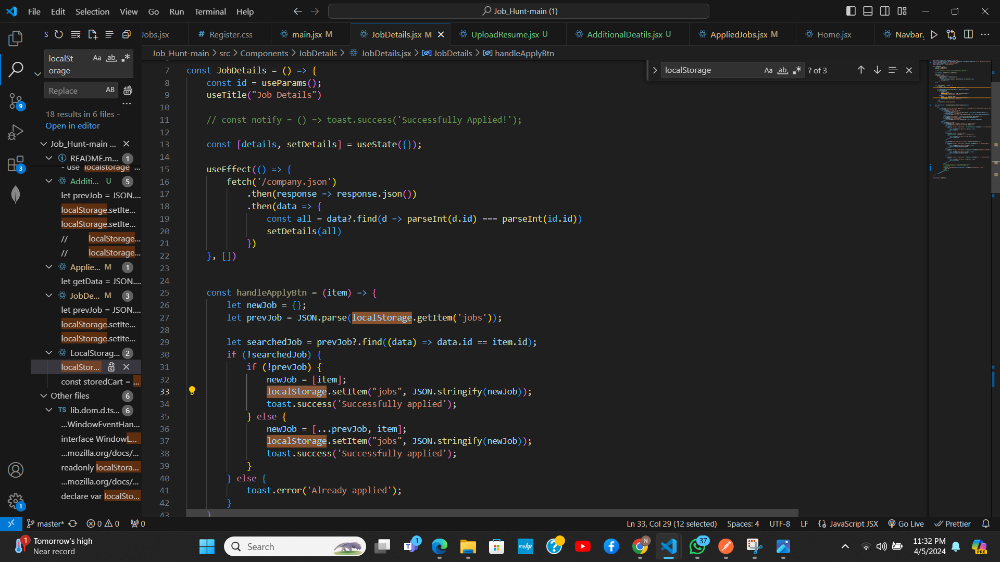 File Edit Selection View Go Run Terminal Help
Job_Hunt-main (1)
S
Jobs.jsx
# Register.css
main.jsx M
JobDetails.jsx M
UploadResume.jsx U
AdditionalDeatils.jsx U
AppliedJobs.jsx M
Home.jsx
Navbar.
Job_Hunt-main > src > Components > JobDetails > JobDetails.jsx > JobDetails > handleApplyBtn
localSt
orage
Aa ab
Replace
AB
18 results in 6 files -
Open in editor
Job_Hunt-main ...
README.m... 1
- use localstorage ...
Additi... U 5
let prevJob = JSON....
localStorage.setIte...
localStorage.setIte...
// localStorage...
// localStorage...
Applie... M 1
let getData = JSON....
JobDe... M 3
let prevJob = JSON....
localStorage.setIte...
localStorage.setIte...
LocalStorag... 2
localStor...
const storedCart = ...
Other files 6
TS lib.dom.d.ts... 6
...WindowEventHan...
interface WindowL...
...mozilla.org/docs/...
readonly localStora...
...mozilla.org/docs/...
declare var localSto...
9
3
1
localStorage
Aa ab
? of 3
7 const JobDetails = () => {
8 const id = useParams();
9 useTitle("Job Details")
10
11 // const notify = () => toast.success('Successfully Applied!');
12
13 const [details, setDetails] = useState({});
14
15 useEffect(() => {
16 fetch('/company.json')
17 .then(response => response.json())
18 .then(data => {
19 const all = data?.find(d => parseInt(d.id) === parseInt(id.id))
20 setDetails(all)
21 })
22 }, [])
23
24
25 const handleApplyBtn = (item) => {
26 let newJob = {};
27 let prevJob = JSON.parse(localStorage.getItem('jobs'));
28
29 let searchedJob = prevJob?.find((data) => data.id == item.id);
30 if (!searchedJob) {
31 if (!prevJob) {
32 newJob = [item];
33 localStorage.setItem("jobs", JSON.stringify(newJob));
34 toast.success('Successfully applied');
35 } else {
36 newJob = [...prevJob, item];
37 localStorage.setItem("jobs", JSON.stringify(newJob));
38 toast.success('Successfully applied');
39 }
40 } else {
41 toast.error('Already applied');
42 }
43 }
master* 0 0 0
Ln 33, Col 29 (12 selected) Spaces: 4 UTF-8 LF JavaScript JSX Go Live Prettier
1
Tomorrow's high
Near record
Search
1
myhp
N
37
11:32 PM
4/5/2024
PRE